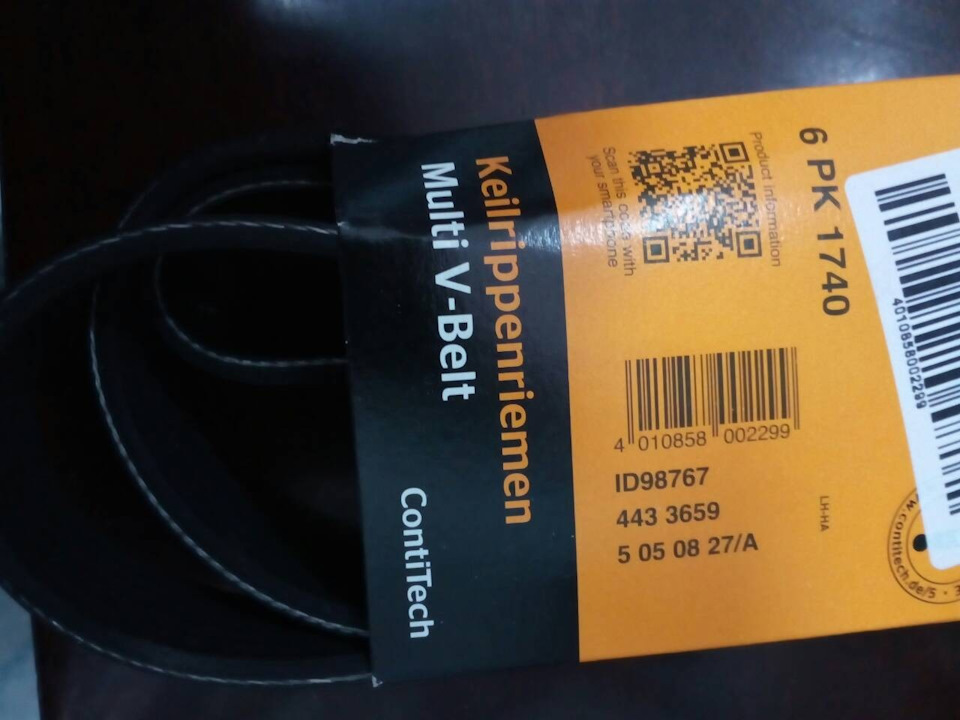 Keilrippenriemen
Multi V-Belt
ContiTech
6 PK 1740
Product information
Scan this code with
your smartphone
4 010858 002299
ID98767
443 3659
5 05 08 27/A
LH-HA
4010858002299
w.contitech.de/5 - 3